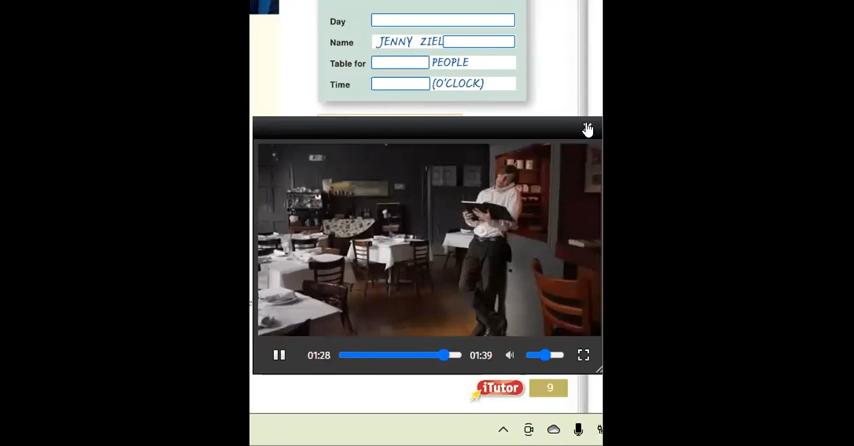 Day
Name JENNY ZIEL
Table for PEOPLE
Time (O'CLOCK)
01:28 01:39
iTutor 9